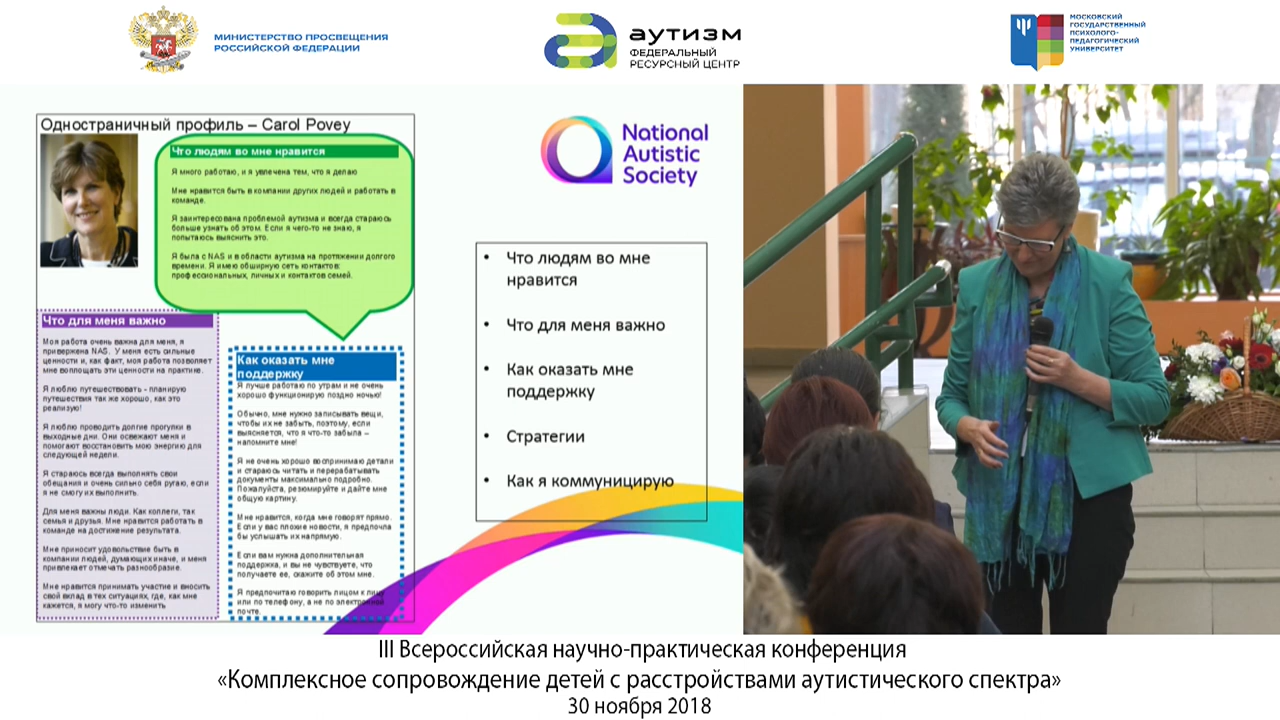 МИНИСТЕРСТВО ПРОСВЕЩЕНИЯ
РОССИЙСКОЙ ФЕДЕРАЦИИ
аутизм
ФЕДЕРАЛЬНЫЙ
РЕСУРСНЫЙ ЦЕНТР
МОСКОВСКИЙ
ГОСУДАРСТВЕННЫЙ
ПСИХОЛОГО-
ПЕДАГОГИЧЕСКИЙ
УНИВЕРСИТЕТ
Одностраничный профиль – Carol Povey
Что людям во мне нравится
Я много работаю, и я увлечена тем, что я делаю
Мне нравится быть в компании других людей и работать в
команде.
Я заинтересована проблемой аутизма и всегда стараюсь
больше узнать об этом. Если я чего-то не знаю, я
попытаюсь выяснить это.
Я была с NAS и в области аутизма на протяжении долгого
времени. Я имею обширную сеть контактов:
профессиональных, личных и контактов семей.
Что для меня важно
Моя работа очень важна для меня, я
привержена NAS. У меня есть сильные
ценности и, как факт, моя работа позволяет
мне воплощать эти ценности на практике.
Я люблю путешествовать - планирую
путешествия так же хорошо, как это
реализую!
Я люблю проводить долгие прогулки в
выходные дни. Они освежают меня и
помогают восстановить мою энергию для
следующей недели.
Я стараюсь всегда выполнять свои
обещания и очень сильно себя ругаю, если
я не смогу их выполнить.
Для меня важны люди. Как коллеги, так
семья и друзья. Мне нравится работать в
команде на достижение результата.
Мне приносит удовольствие быть в
компании людей, думающих иначе, и меня
привлекает отмечать разнообразие.
Мне нравится принимать участие и вносить
свой вклад в тех ситуациях, где, как мне
кажется, я могу что-то изменить
Как оказать мне
поддержку
Я лучше работаю по утрам и не очень
хорошо функционирую поздно ночью!
Обычно, мне нужно записывать вещи,
чтобы их не забыть, поэтому, если
выясняется, что я что-то забыла –
напомните мне!
Я не очень хорошо воспринимаю детали
и стараюсь читать и перерабатывать
документы максимально подробно.
Пожалуйста, резюмируйте и дайте мне
общую картину.
Мне нравится, когда мне говорят прямо.
Если у вас плохие новости, я предпочла
бы услышать их напрямую.
Если вам нужна дополнительная
поддержка, и вы не чувствуете, что
получаете ее, скажите об этом мне.
Я предпочитаю говорить лицом к лицу
или по телефону, а не по электронной
почте.
National
Autistic
Society
• Что людям во мне
нравится
• Что для меня важно
• Как оказать мне
поддержку
• Стратегии
• Как я коммуницирую
III Всероссийская научно-практическая конференция
«Комплексное сопровождение детей с расстройствами аутистического спектра»
30 ноября 2018